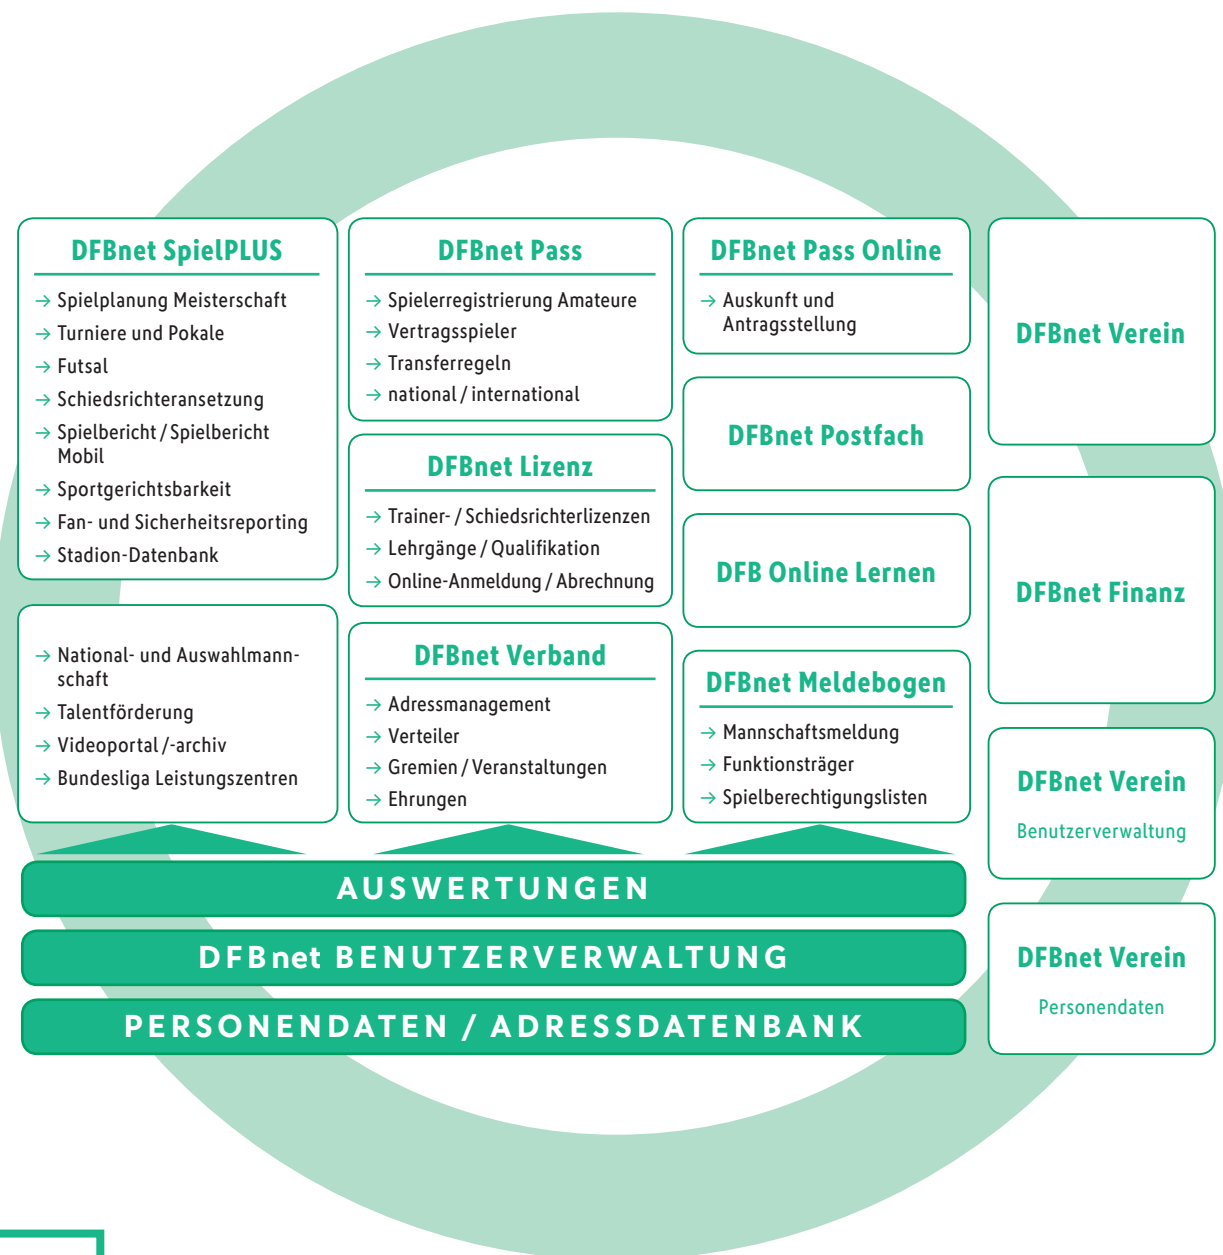 DFBnet SpielPLUS
→ Spielplanung Meisterschaft
→ Turniere und Pokale
→ Futsal
→ Schiedsrichteransetzung
→ Spielbericht / Spielbericht
Mobil
→ Sportgerichtsbarkeit
→ Fan- und Sicherheitsreporting
→ Stadion-Datenbank
→ National- und Auswahlmann-
schaft
→ Talentförderung
→ Videoportal /-archiv
→ Bundesliga Leistungszentren
DFBnet Pass
→ Spielerregistrierung Amateure
→ Vertragsspieler
→ Transferregeln
→ national / international
DFBnet Lizenz
→ Trainer- / Schiedsrichterlizenzen
→ Lehrgänge / Qualifikation
→ Online-Anmeldung / Abrechnung
DFBnet Verband
→ Adressmanagement
→ Verteiler
→ Gremien / Veranstaltungen
→ Ehrungen
DFBnet Pass Online
→ Auskunft und
Antragsstellung
DFBnet Postfach
DFB Online Lernen
DFBnet Meldebogen
→ Mannschaftsmeldung
→ Funktionsträger
→ Spielberechtigungslisten
DFBnet Verein
DFBnet Finanz
DFBnet Verein
Benutzerverwaltung
DFBnet Verein
Personendaten
AUSWERTUNGEN
DFBnet BENUTZERVERWALTUNG
PERSONENDATEN / ADRESSDATENBANK